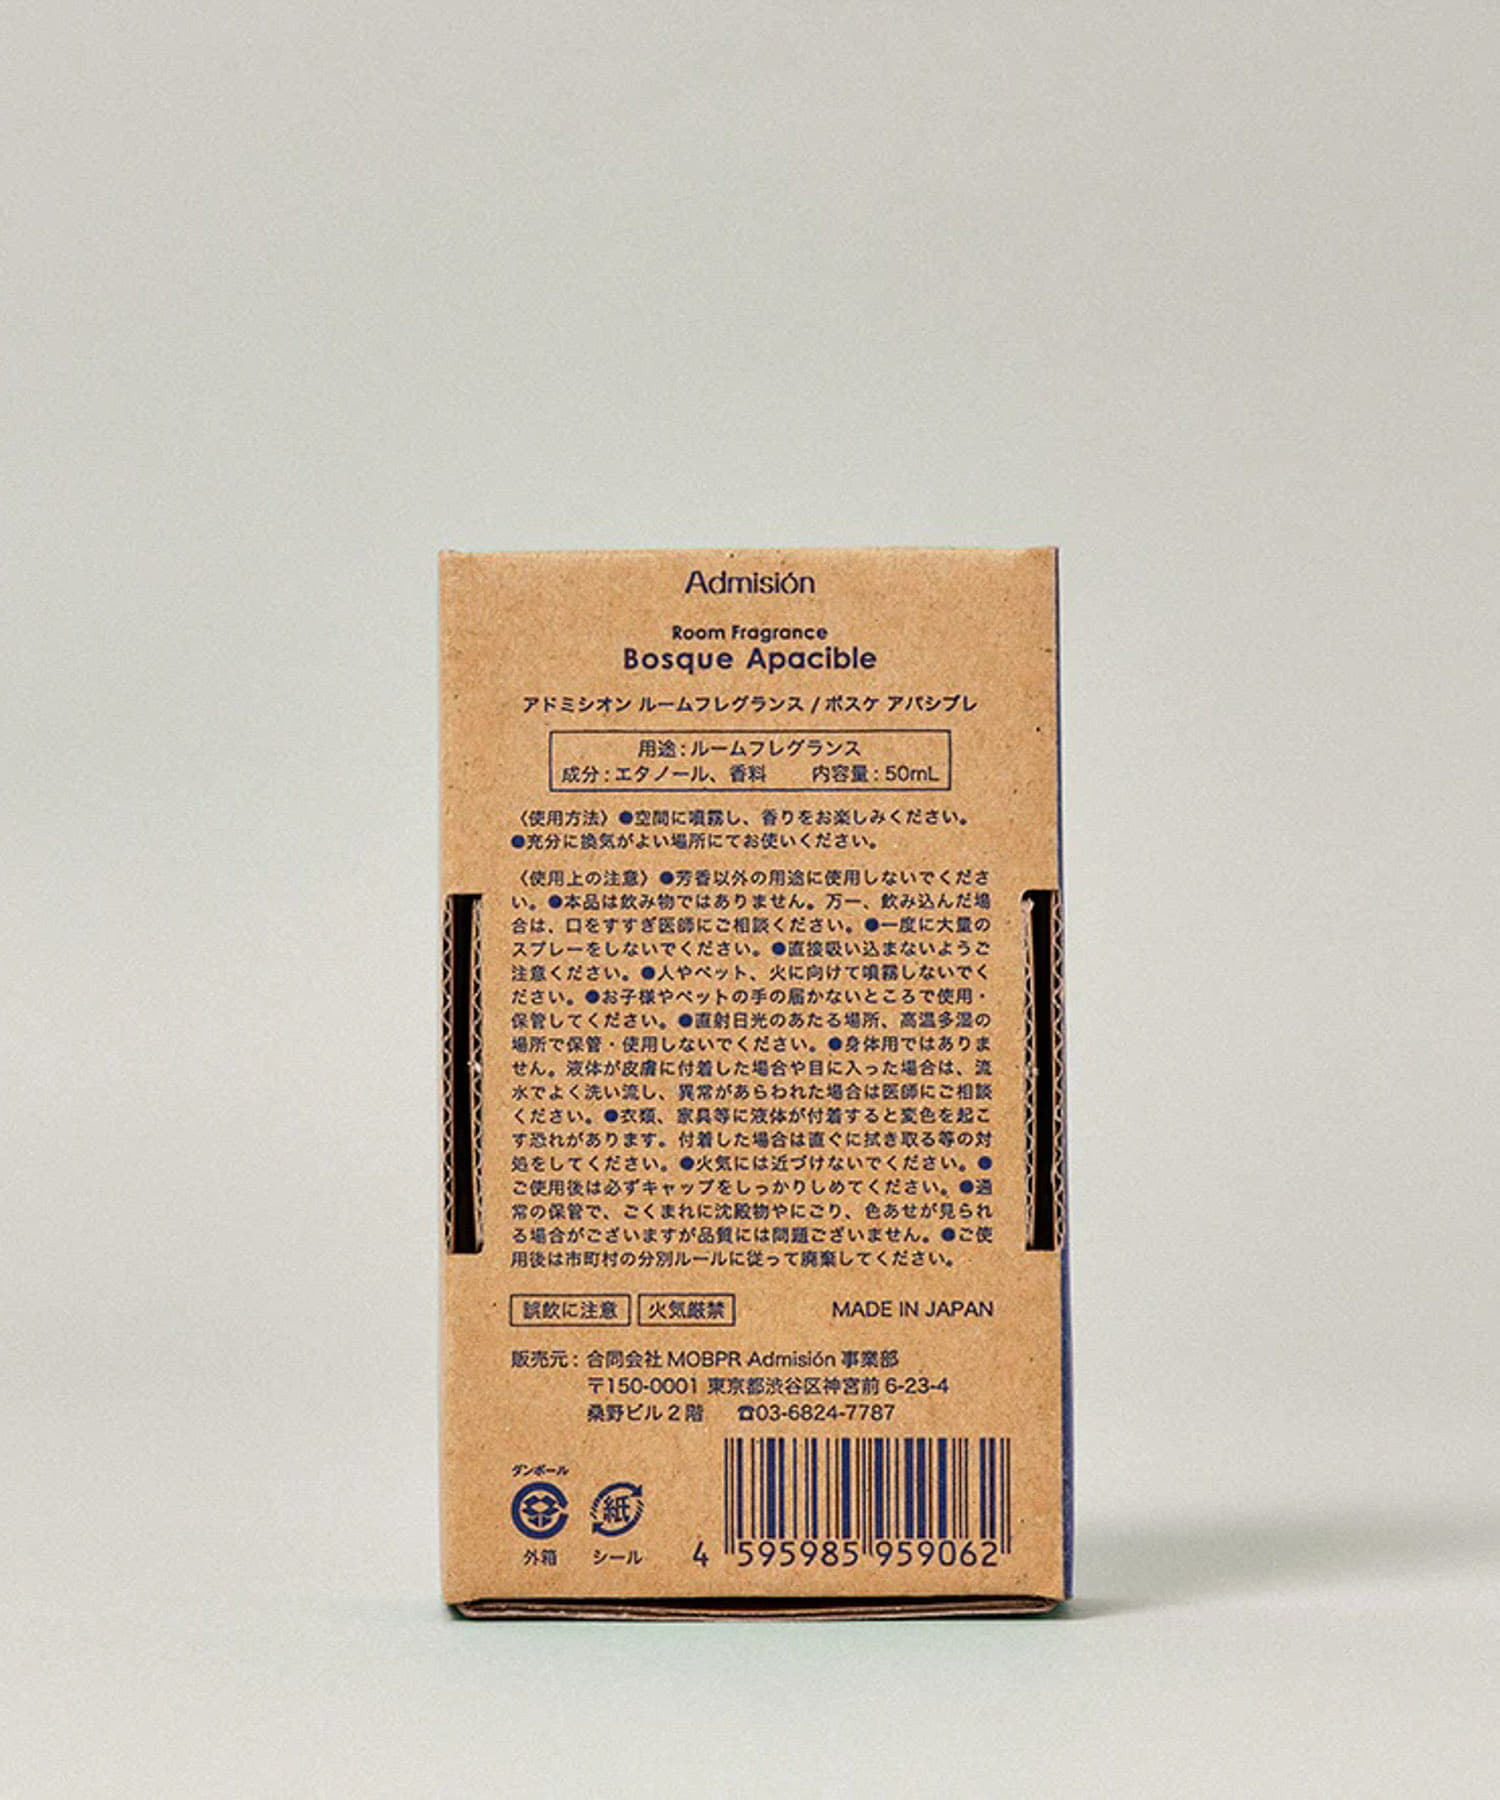 Admisión
Room Fragrance
Bosque Apacible
アドミシオン ルームフレグランス / ボスケ アパシブレ
用途:ルームフレグランス
成分:エタノール、香料　内容量:50mL
〈使用方法〉●空間に噴霧し、香りをお楽しみください。
●充分に換気がよい場所にてお使いください。
〈使用上の注意〉●芳香以外の用途に使用しないでくださ
い。●本品は飲み物ではありません。万一、飲み込んだ場
合は、口をすすぎ医師にご相談ください。●一度に大量の
スプレーをしないでください。●直接吸い込まないようご
注意ください。●人やペット、火に向けて噴霧しないでく
ださい。●お子様やペットの手の届かないところで使用・
保管してください。●直射日光のあたる場所、高温多湿の
場所で保管・使用しないでください。●身体用ではありま
せん。液体が皮膚に付着した場合や目に入った場合は、流
水でよく洗い流し、異常があらわれた場合は医師にご相談
ください。●衣類、家具等に液体が付着すると変色を起こ
す恐れがあります。付着した場合は直ぐに拭き取る等の対
処をしてください。●火気には近づけないでください。●
ご使用後は必ずキャップをしっかりしめてください。●通
常の保管で、ごくまれに沈殿物やにごり、色あせが見られ
る場合がございますが品質には問題ございません。●ご使
用後は市町村の分別ルールに従って廃棄してください。
誤飲に注意 火気厳禁 MADE IN JAPAN
販売元:合同会社MOBPR Admisión事業部
〒150-0001 東京都渋谷区神宮前 6-23-4
桑野ビル2階 ☎03-6824-7787
ダンボール
紙
外箱 シール
4 595985 959062